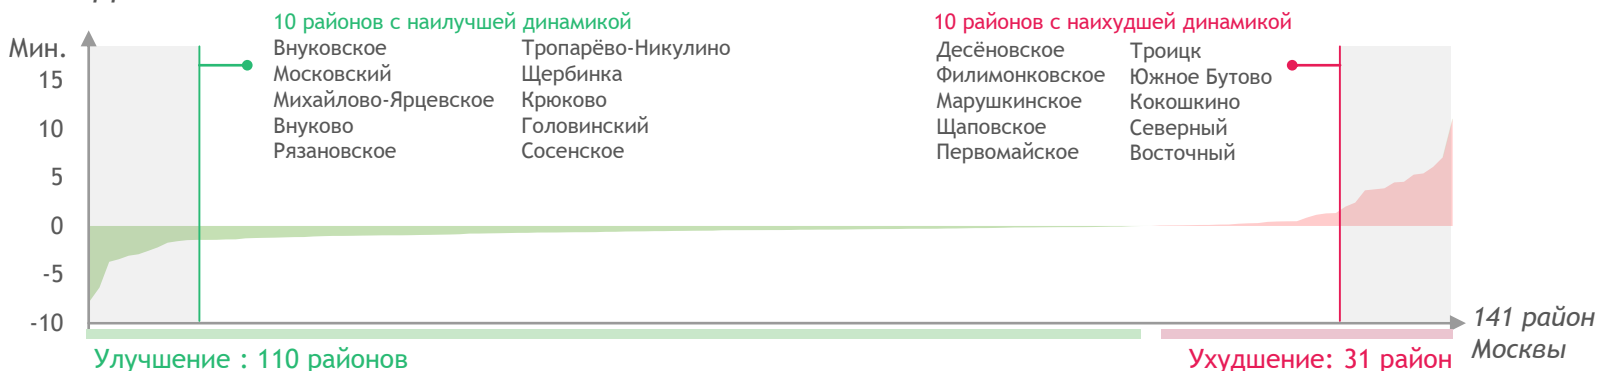 10 районов с наилучшей динамикой
Внуковское
Московский
Михайлово-Ярцевское
Внуково
Рязановское
Тропарёво-Никулино
Щербинка
Крюково
Головинский
Сосенское
10 районов с наихудшей динамикой
Десёновское
Филимонковское
Марушкинское
Щаповское
Первомайское
Троицк
Южное Бутово
Кокошкино
Северный
Восточный
Мин.
15
10
5
0
-5
-10
141 район
Москвы
Улучшение : 110 районов
Ухудшение: 31 район